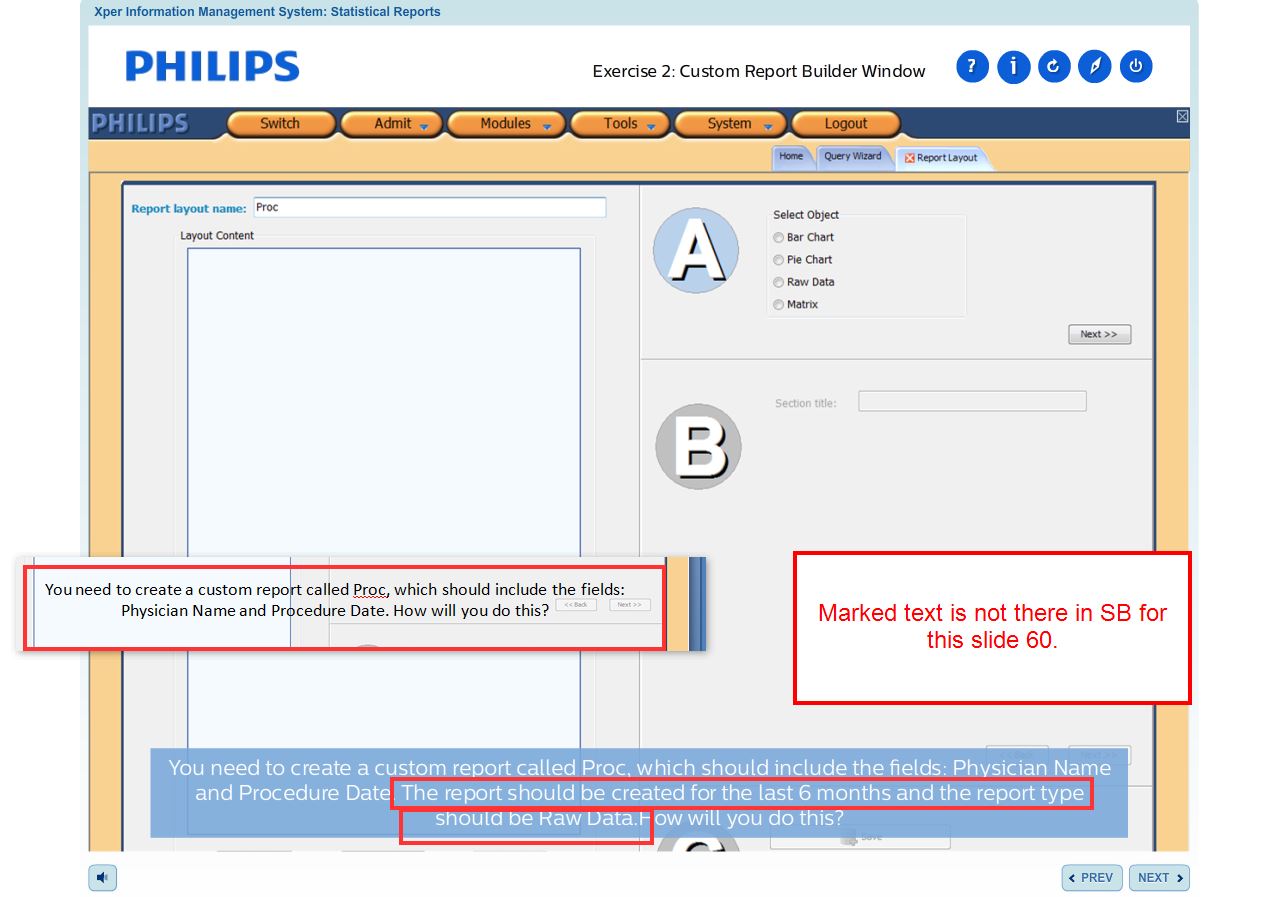 Xper Information Management System: Statistical Reports
PHILIPS
Exercise 2: Custom Report Builder Window
? i
PHILIPS Switch Admit Modules Tools System Logout
Home Query Wizard Report Layout
Report layout name: Proc
Layout Content
A
Select Object
Bar Chart
Pie Chart
Raw Data
Matrix
Next >>
B
Section title:
You need to create a custom report called Proc, which should include the fields:
Physician Name and Procedure Date. How will you do this?
<< Back Next >>
Marked text is not there in SB for
this slide 60.
You need to create a custom report called Proc, which should include the fields: Physician Name
and Procedure Date. The report should be created for the last 6 months and the report type
should be Raw Data.How will you do this?
Save
PREV NEXT